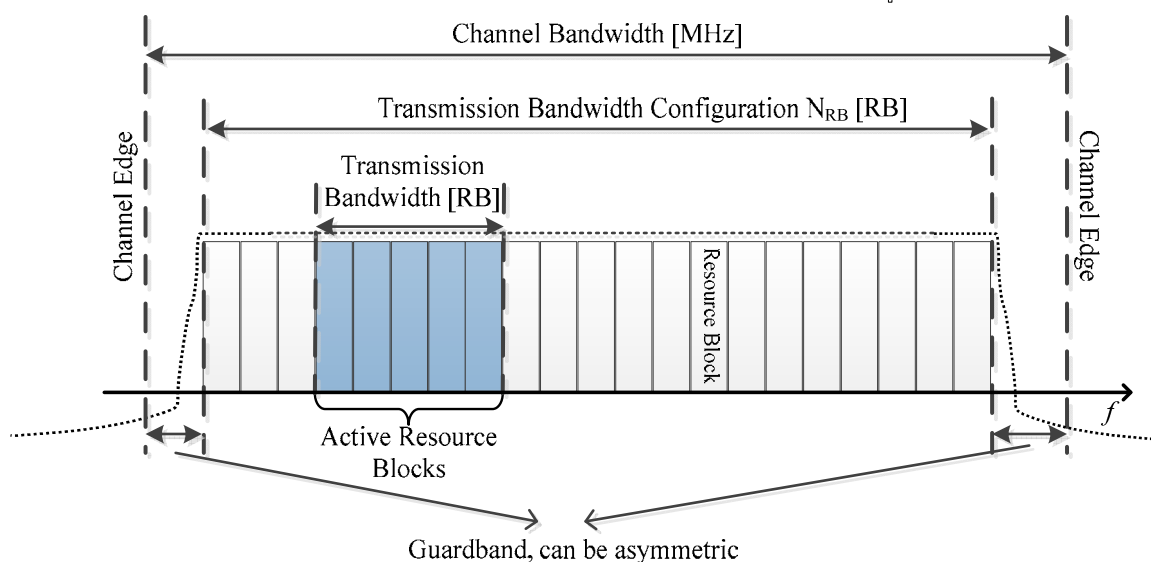 Channel Bandwidth [MHz]
Transmission Bandwidth Configuration NRB [RB]
Transmission
Bandwidth [RB]
Channel Edge
Channel Edge
Resource Block
f
Active Resource
Blocks
Guardband, can be asymmetric